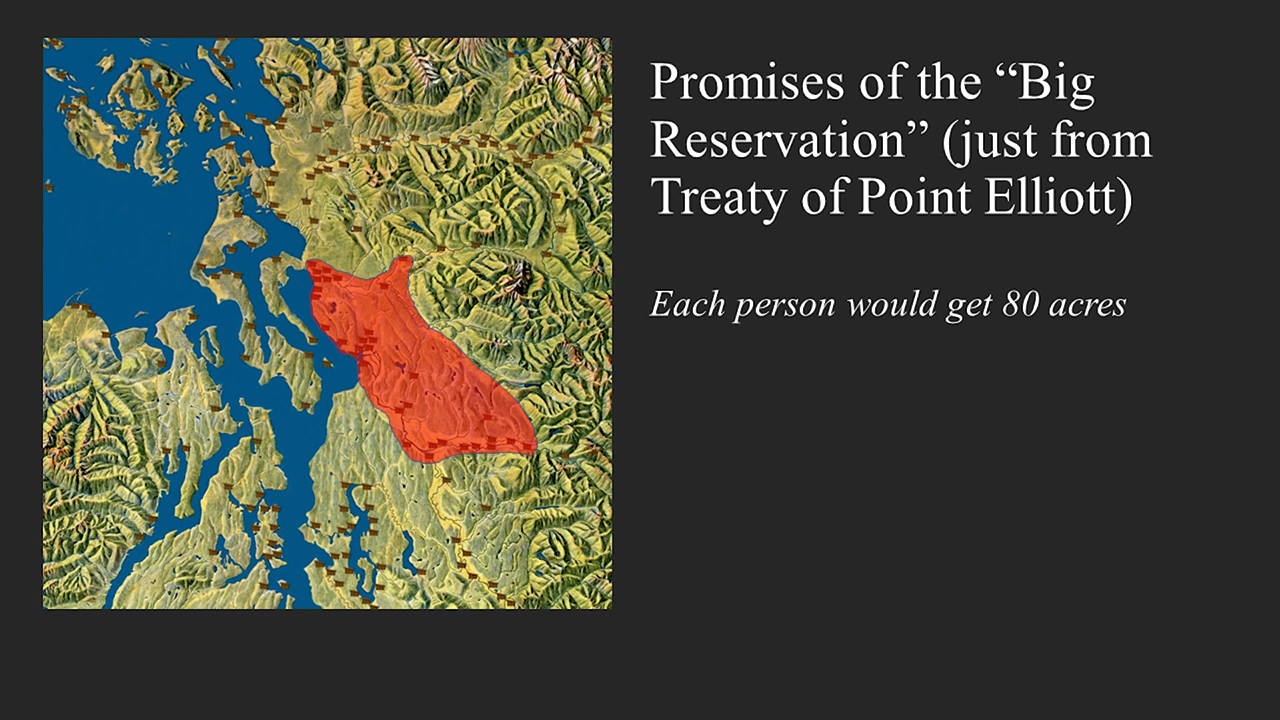 Promises of the “Big
Reservation” (just from
Treaty of Point Elliott)
Each person would get 80 acres